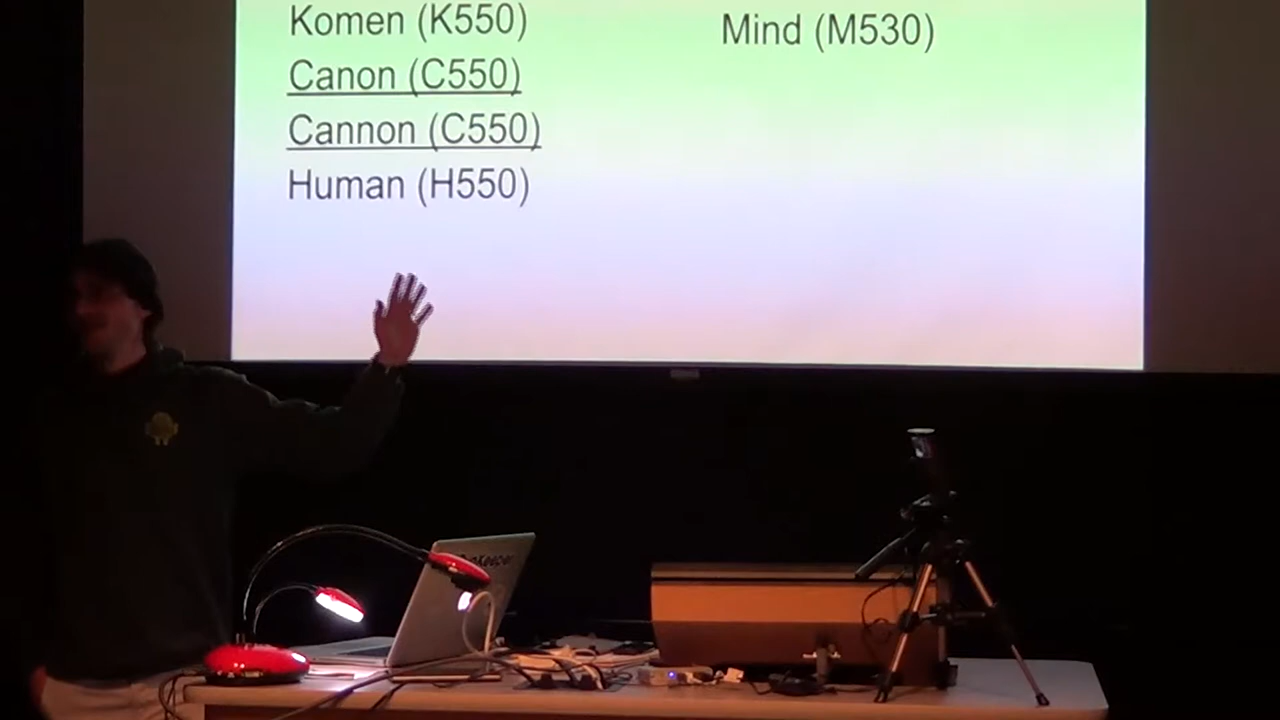 Komen (K550)
Canon (C550)
Cannon (C550)
Human (H550)
Mind (M530)